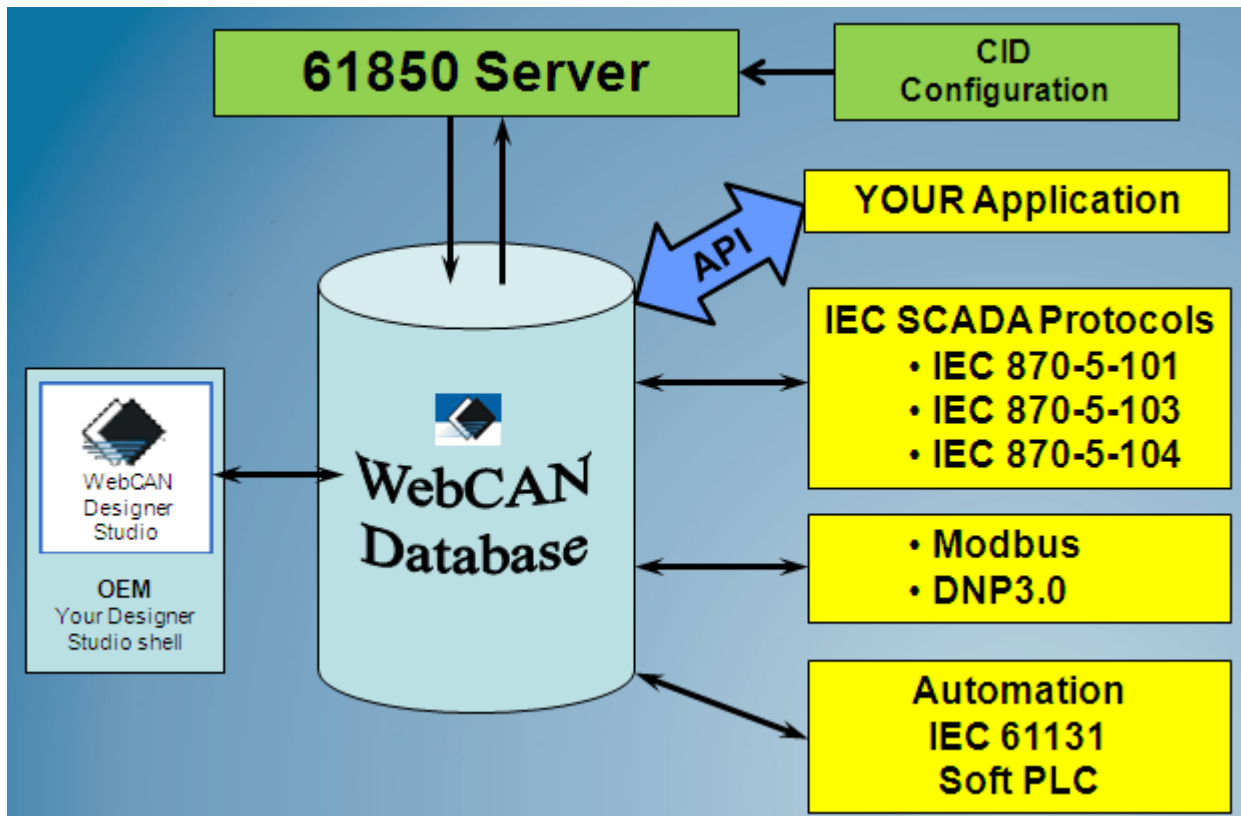 61850 Server
CID
Configuration
YOUR Application
API
IEC SCADA Protocols
• IEC 870-5-101
• IEC 870-5-103
• IEC 870-5-104
WebCAN
Designer
Studio
OEM
Your Designer
Studio shell
WebCAN
Database
• Modbus
• DNP3.0
Automation
IEC 61131
Soft PLC